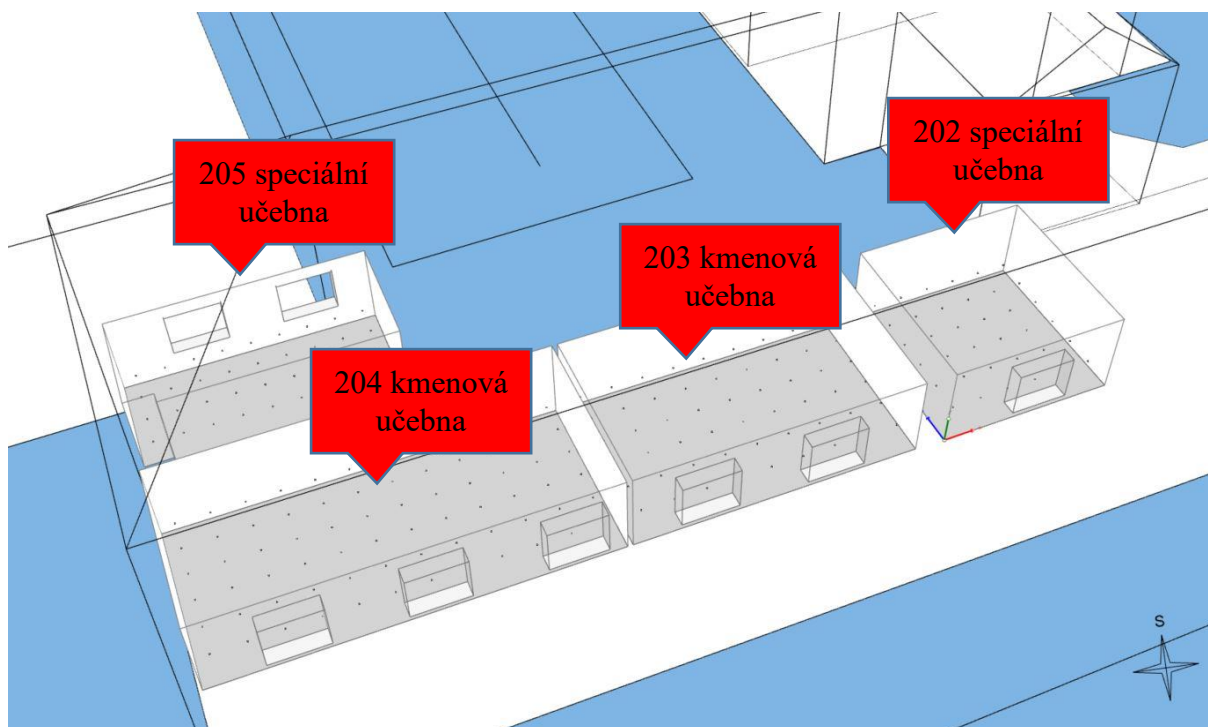 202 speciální
učebna
205 speciální
učebna
203 kmenová
učebna
204 kmenová
učebna
S